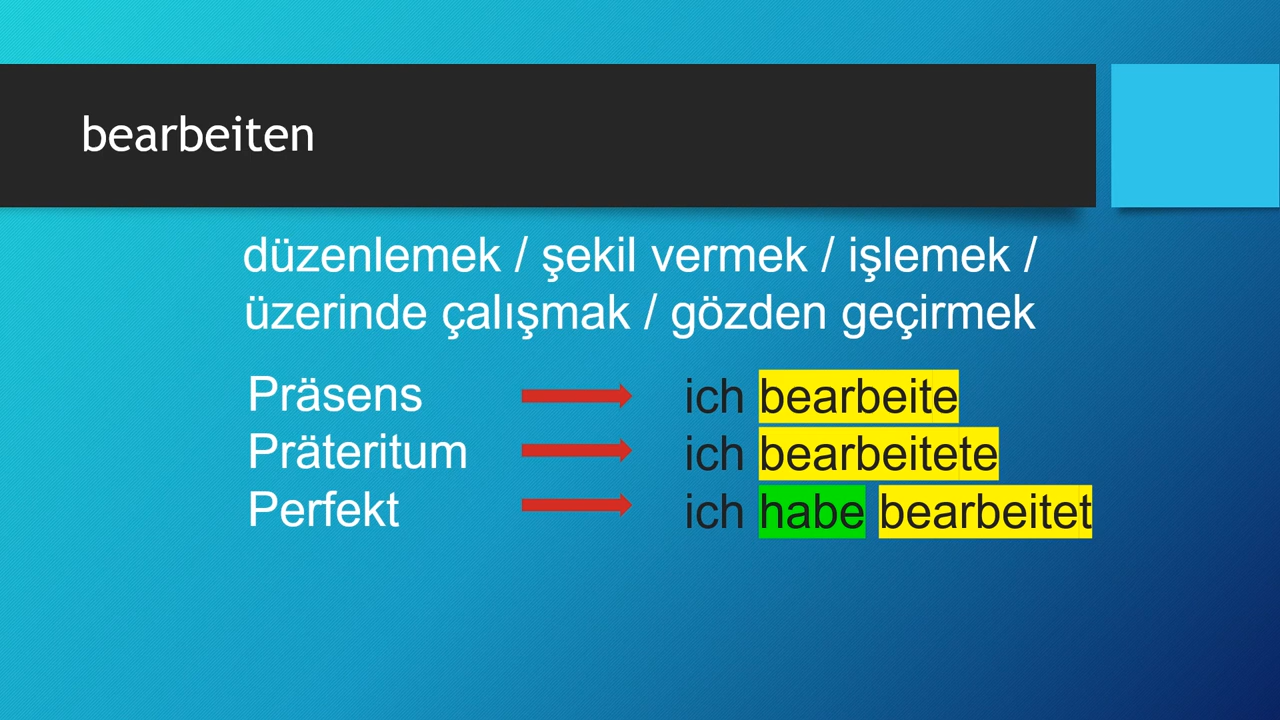 bearbeiten
düzenlemek / şekil vermek / işlemek /
üzerinde çalışmak / gözden geçirmek
Präsens ich bearbeite
Präteritum ich bearbeitete
Perfekt ich habe bearbeitet